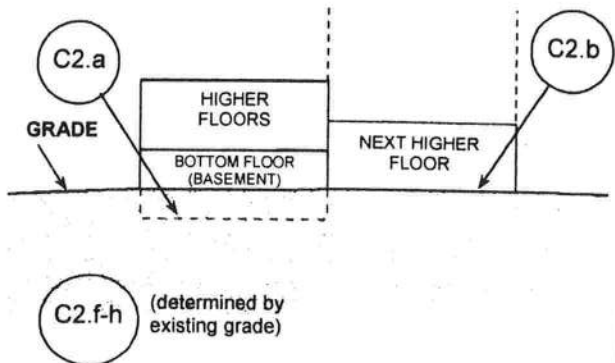 C2.a
C2.b
HIGHER
FLOORS
GRADE
NEXT HIGHER
FLOOR
BOTTOM FLOOR
(BASEMENT)
C2.f-h
(determined by
existing grade)